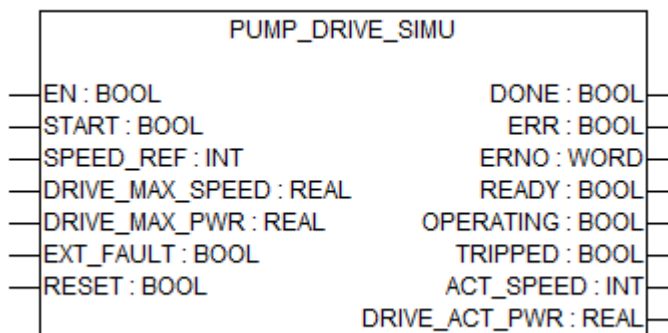 PUMP_DRIVE_SIMU
EN : BOOL DONE : BOOL
START : BOOL ERR : BOOL
SPEED_REF : INT ERNO : WORD
DRIVE_MAX_SPEED : REAL READY : BOOL
DRIVE_MAX_PWR : REAL OPERATING : BOOL
EXT_FAULT : BOOL TRIPPED : BOOL
RESET : BOOL ACT_SPEED : INT
DRIVE_ACT_PWR : REAL